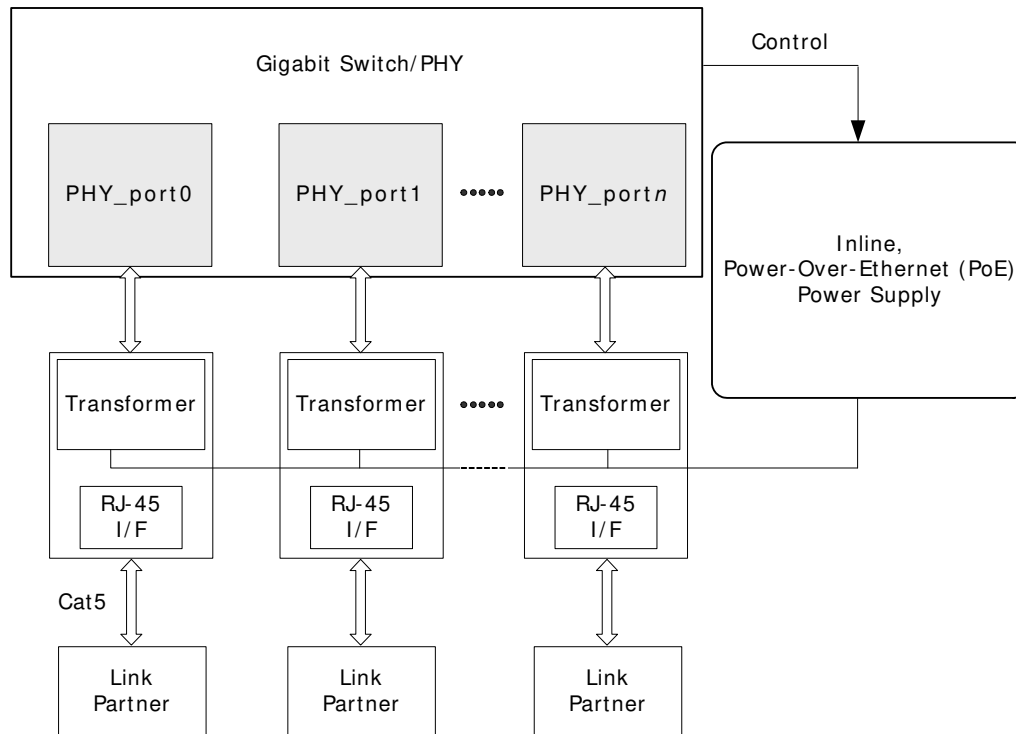 Control
Gigabit Switch/PHY
PHY_port0
PHY_port1
PHY_portn
Inline,
Power-Over-Ethernet (PoE)
Power Supply
Transformer
Transformer
Transformer
RJ-45
I/F
RJ-45
I/F
RJ-45
I/F
Cat5
Link
Partner
Link
Partner
Link
Partner